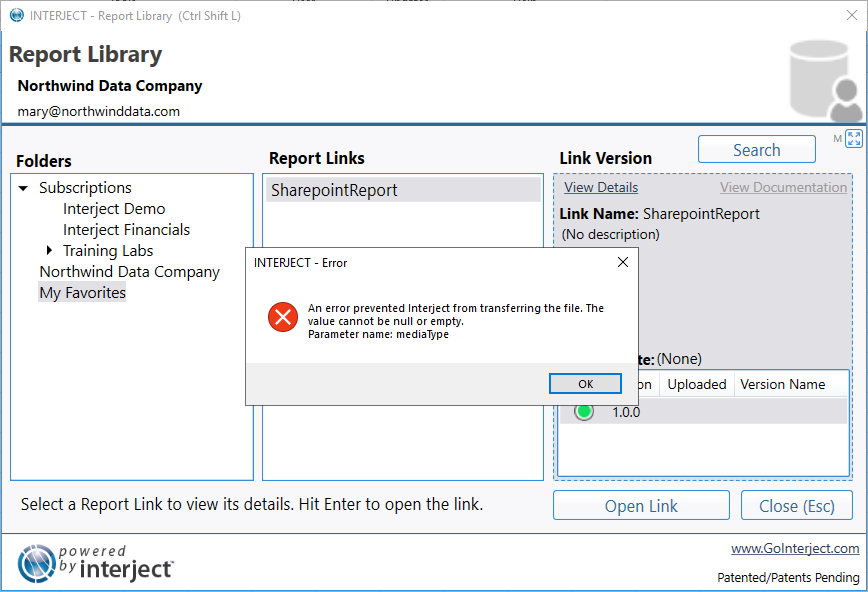 INTERJECT - Report Library (Ctrl Shift L)
Report Library
Northwind Data Company
mary@northwinddata.com
M
Folders
Report Links
Link Version
Search
Subscriptions
Interject Demo
Interject Financials
Training Labs
Northwind Data Company
My Favorites
SharepointReport
View Details
View Documentation
Link Name: SharepointReport
(No description)
INTERJECT - Error
An error prevented Interject from transferring the file. The
value cannot be null or empty.
Parameter name: mediaType
OK
te: (None)
on Uploaded Version Name
1.0.0
Select a Report Link to view its details. Hit Enter to open the link.
Open Link
Close (Esc)
powered
by interject™
www.GoInterject.com
Patented/Patents Pending